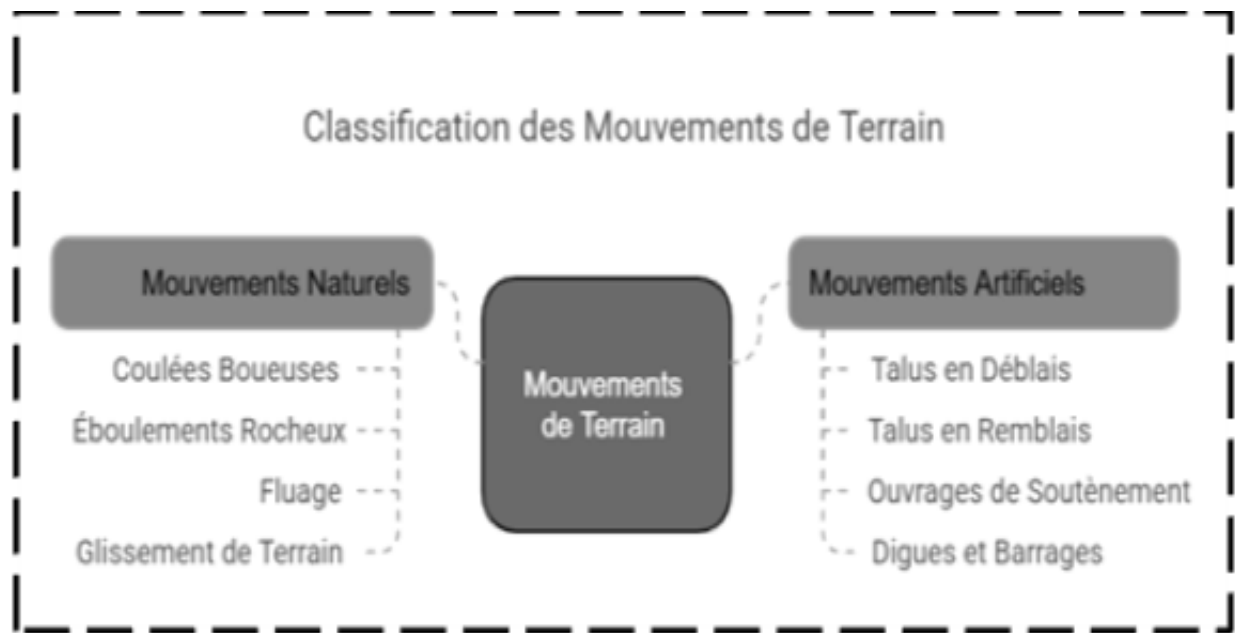 Classification des Mouvements de Terrain
Mouvements Naturels
Coulées Boueuses
Éboulements Rocheux
Fluage
Glissement de Terrain
Mouvements
de Terrain
Mouvements Artificiels
Talus en Déblais
Talus en Remblais
Ouvrages de Soutènement
Digues et Barrages